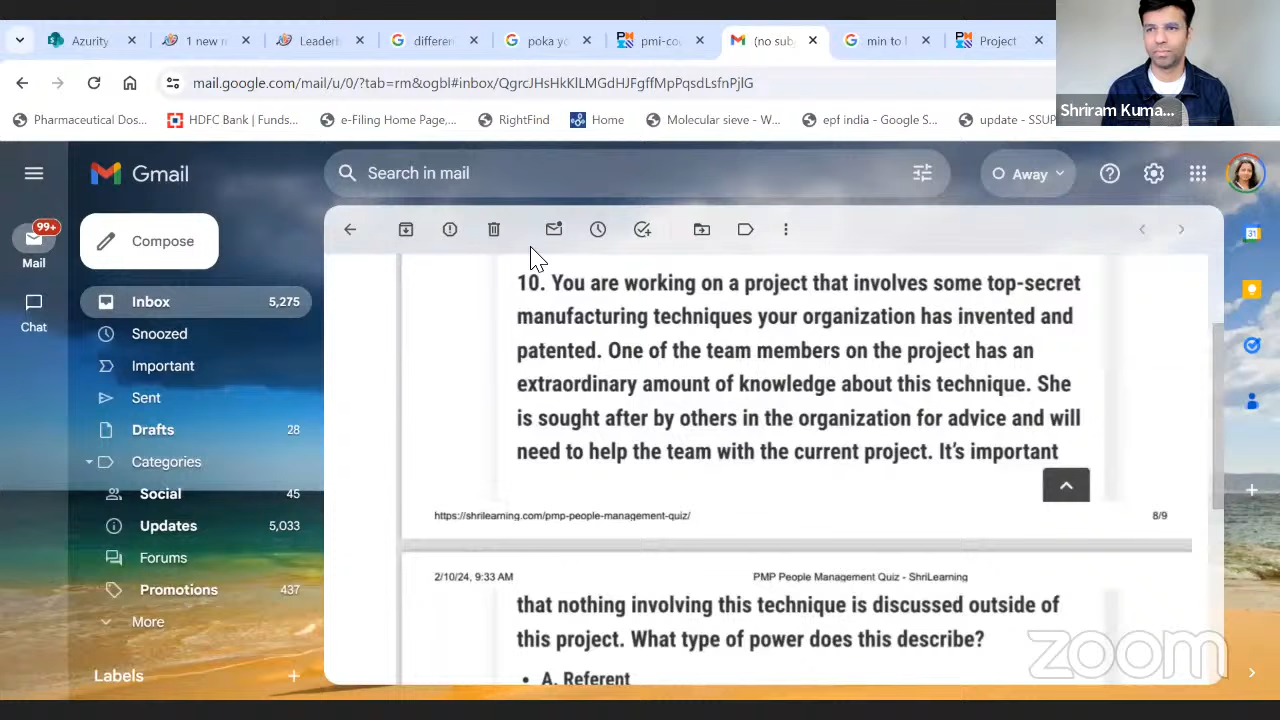 Azurity
1 new n
Leaderb
differe
poka yo
pmi-co
(no sub
min to
Project
mail.google.com/mail/u/0/?tab=rm&ogbl#inbox/QgrcJHsHkKlLMGdHJFgffMpPqsdLsfnPjlG
Pharmaceutical Dos...
HDFC Bank | Funds...
e-Filing Home Page,...
RightFind
Home
Molecular sieve - W...
epf india - Google S...
update - SSUP
Shriram Kuma...
Gmail
Search in mail
Away
99+
Mail
Chat
Compose
Inbox 5,275
Snoozed
Important
Sent
Drafts 28
Categories
Social 45
Updates 5,033
Forums
Promotions 437
More
Labels
10. You are working on a project that involves some top-secret
manufacturing techniques your organization has invented and
patented. One of the team members on the project has an
extraordinary amount of knowledge about this technique. She
is sought after by others in the organization for advice and will
need to help the team with the current project. It's important
https://shrilearning.com/pmp-people-management-quiz/ 8/9
2/10/24, 9:33 AM PMP People Management Quiz - ShriLearning
that nothing involving this technique is discussed outside of
this project. What type of power does this describe?
• A. Referent
31
zoom